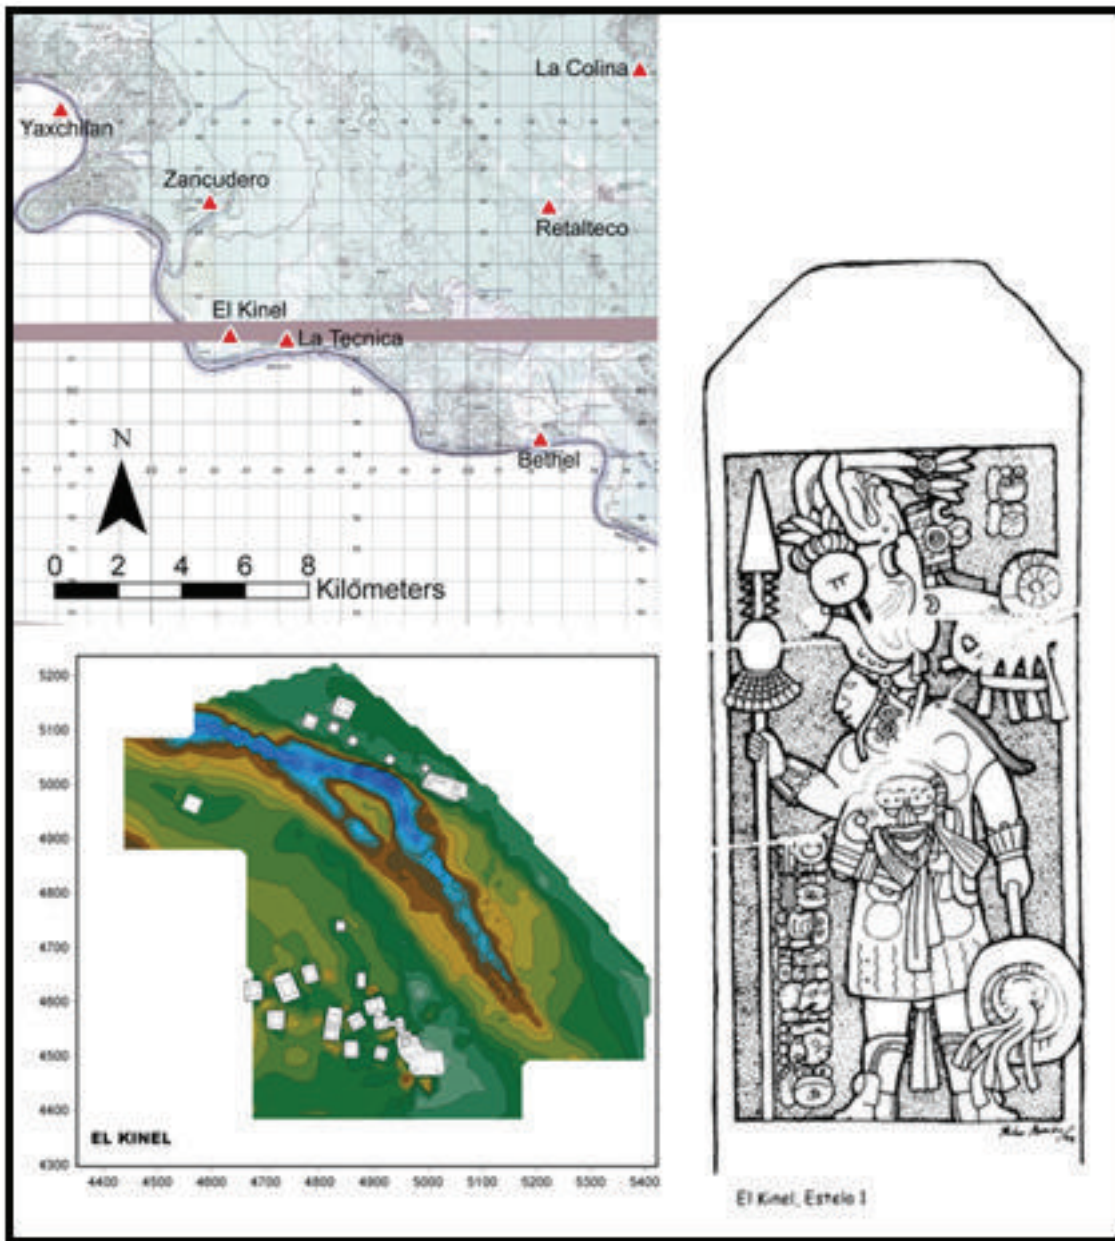 La Colina
Yaxchilan
Zancudero
Retalteco
El Kinel
La Tecnica
N
Bethel
0 2 4 6 8
Kilómeters
5200
5100
5000
4900
4800
4700
4600
4500
4400
4300
EL KINEL
4400 4500 4600 4700 4800 4900 5000 5100 5200 5300 5400
El Kinel, Estela 1